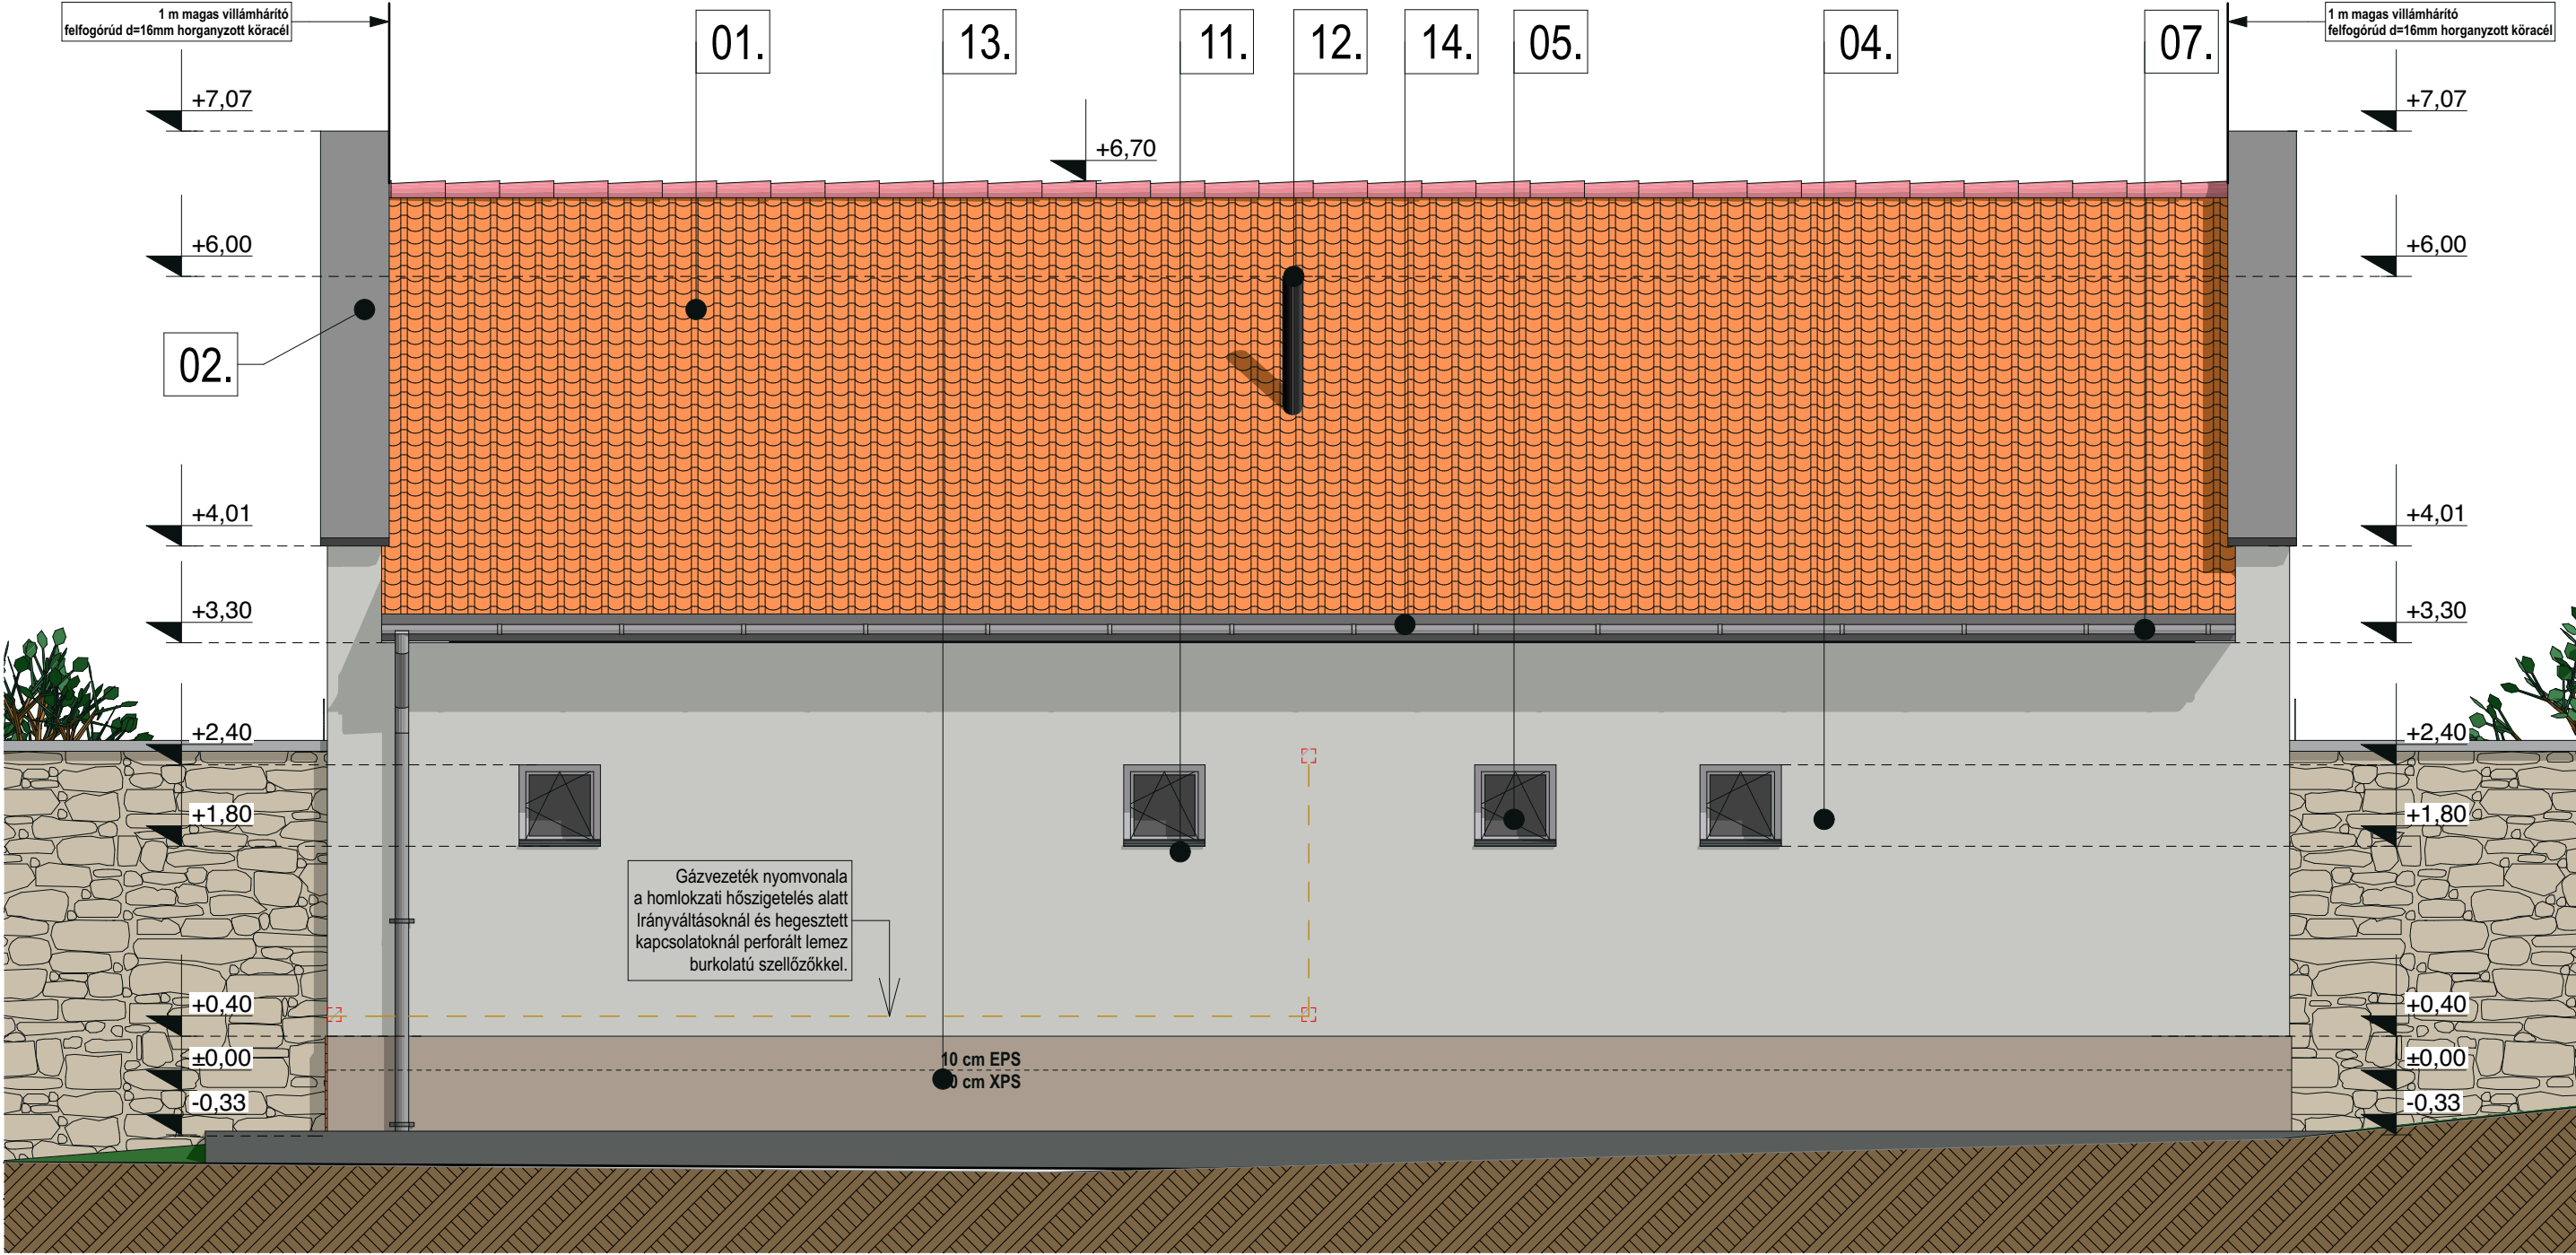 1 m magas villámhárító
felfogórúd d=16mm horganyzott köracél
01.
13.
11.
12.
14.
05.
04.
07.
1 m magas villámhárító
felfogórúd d=16mm horganyzott köracél
+7,07
+7,07
+6,70
+6,00
+6,00
02.
+4,01
+4,01
+3,30
+3,30
+2,40
+2,40
+1,80
+1,80
Gázvezeték nyomvonala
a homlokzati hőszigetelés alatt
Irányváltásoknál és hegesztett
kapcsolatoknál perforált lemez
burkolatú szellőzőkkel.
+0,40
+0,40
10 cm EPS
±0,00
±0,00
cm XPS
-0,33
-0,33